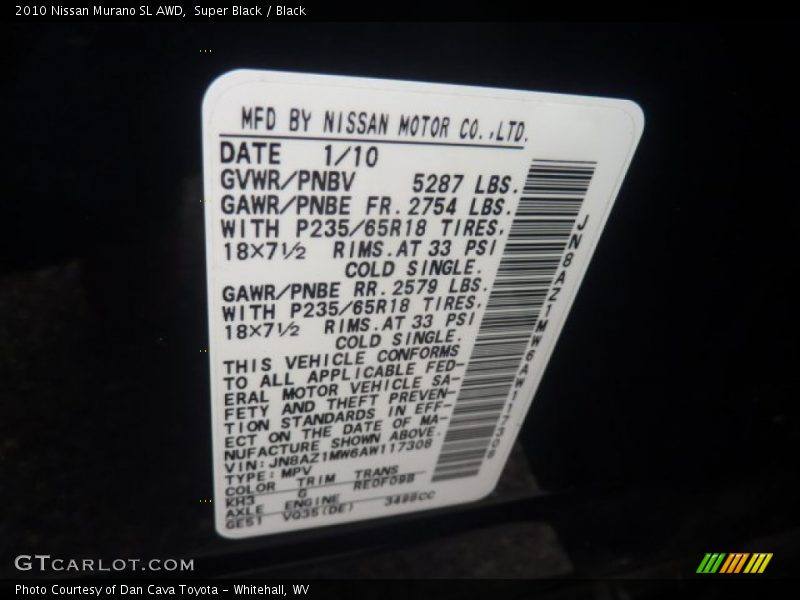 2010 Nissan Murano SL AWD,  Super Black / Black
MFD BY NISSAN MOTOR CO.,LTD.
DATE 1/10
GVWR/PNBV 5287 LBS.
GAWR/PNBE FR. 2754 LBS.
WITH P235/65R18 TIRES.
18×7½ RIMS.AT 33 PSI
COLD SINGLE.
GAWR/PNBE RR. 2579 LBS.
WITH P235/65R18 TIRES.
18×7½ RIMS.AT 33 PSI
COLD SINGLE.
THIS VEHICLE CONFORMS
TO ALL APPLICABLE FED-
ERAL MOTOR VEHICLE SA-
FETY AND THEFT PREVEN-
TION STANDARDS IN EFF-
ECT ON THE DATE OF MA-
NUFACTURE SHOWN ABOVE.
VIN:JN8AZ1MW6AW117308
TYPE:MPV
COLOR TRIM TRANS
KH3 G RE0F09B
AXLE ENGINE
GE51 VQ35(DE) 3498CC
JN8AZ1MW6AW117308
GTCARLOT.COM
Photo Courtesy of Dan Cava Toyota - Whitehall, WV